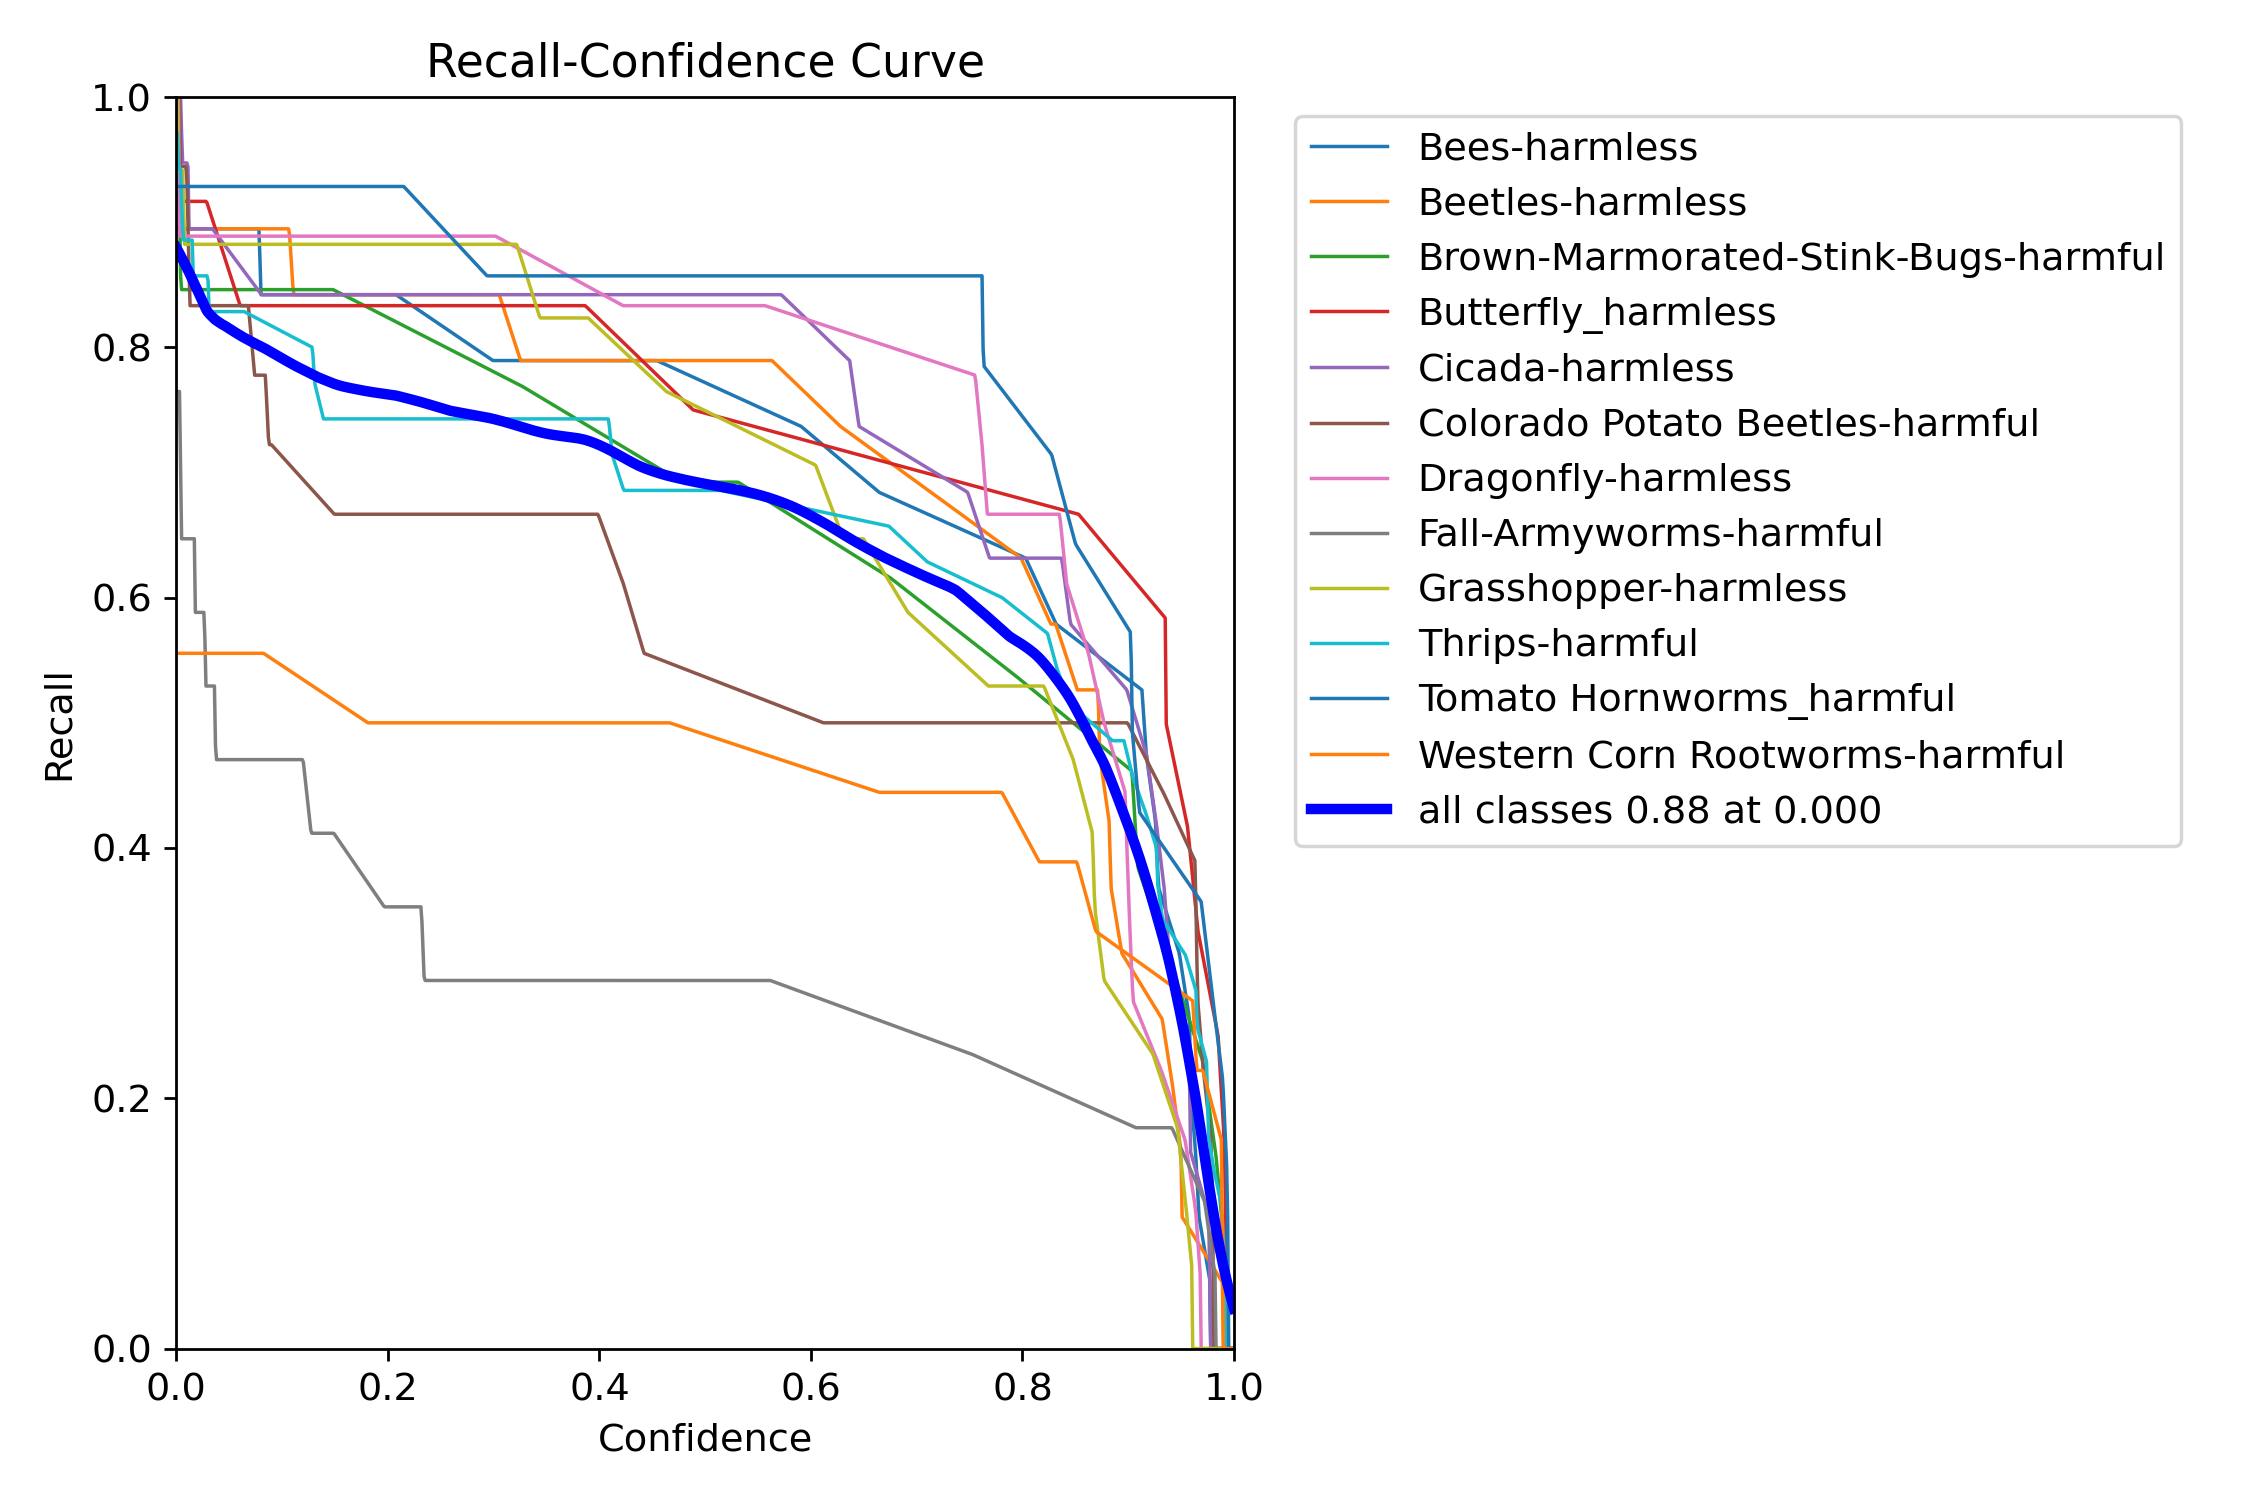 Recall-Confidence Curve
1.0
0.8
0.6
0.4
0.2
0.0
Recall
0.0 0.2 0.4 0.6 0.8 1.0
Confidence
Bees-harmless
Beetles-harmless
Brown-Marmorated-Stink-Bugs-harmful
Butterfly_harmless
Cicada-harmless
Colorado Potato Beetles-harmful
Dragonfly-harmless
Fall-Armyworms-harmful
Grasshopper-harmless
Thrips-harmful
Tomato Hornworms_harmful
Western Corn Rootworms-harmful
all classes 0.88 at 0.000